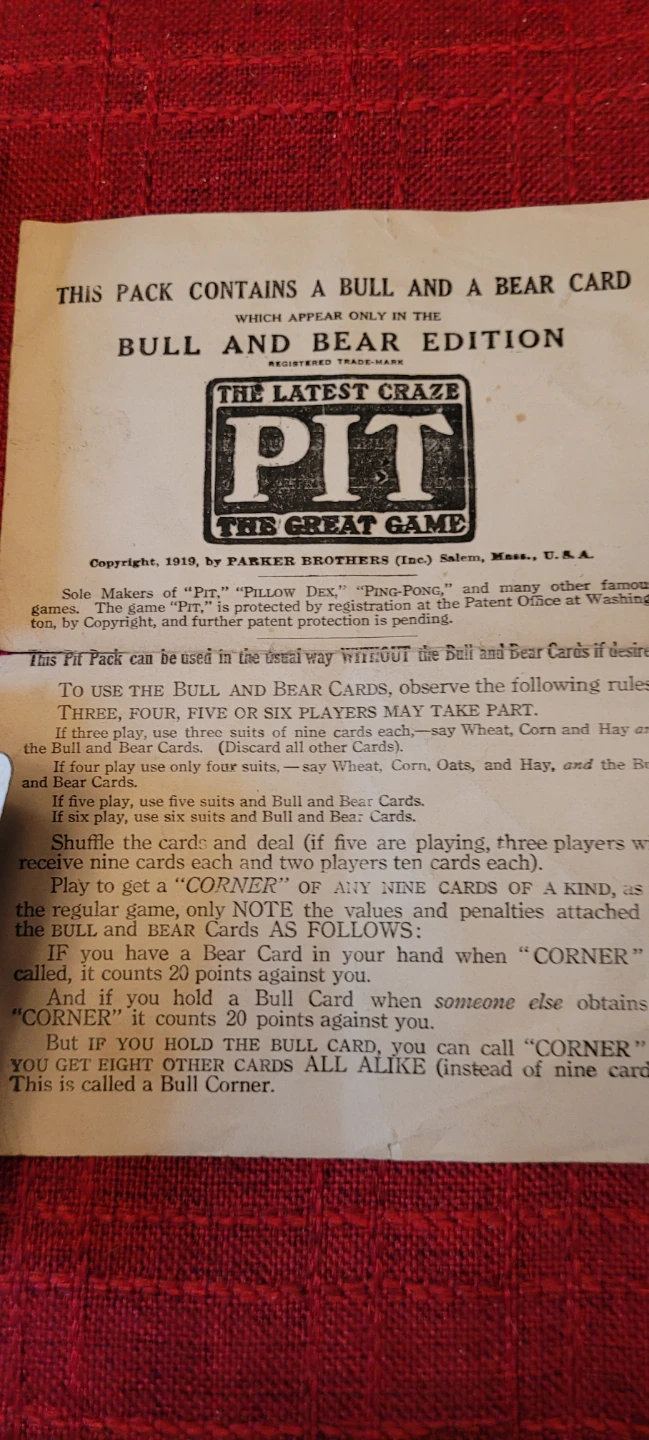 THIS PACK CONTAINS A BULL AND A BEAR CARD
WHICH APPEAR ONLY IN THE
BULL AND BEAR EDITION
REGISTERED TRADE-MARK
THE LATEST CRAZE
PIT
THE GREAT GAME
Copyright, 1919, by PARKER BROTHERS (Inc.) Salem, Mass., U. S. A.
Sole Makers of "PIT," "PILLOW DEX," "PING-PONG," and many other famou
games. The game "PIT," is protected by registration at the Patent Office at Washing
ton, by Copyright, and further patent protection is pending.
This Pit Pack can be used in the usual way WITHOUT the Bull and Bear Cards if desire
TO USE THE BULL AND BEAR CARDS, observe the following rules
THREE, FOUR, FIVE OR SIX PLAYERS MAY TAKE PART.
If three play, use three suits of nine cards each,—say Wheat, Corn and Hay an
the Bull and Bear Cards. (Discard all other Cards).
If four play use only four suits,—say Wheat, Corn, Oats, and Hay, and the Bu
and Bear Cards.
If five play, use five suits and Bull and Bear Cards.
If six play, use six suits and Bull and Bear Cards.
Shuffle the cards and deal (if five are playing, three players w
receive nine cards each and two players ten cards each).
Play to get a "CORNER" OF ANY NINE CARDS OF A KIND, as
the regular game, only NOTE the values and penalties attached
the BULL and BEAR Cards AS FOLLOWS:
IF you have a Bear Card in your hand when "CORNER"
called, it counts 20 points against you.
And if you hold a Bull Card when someone else obtains
"CORNER" it counts 20 points against you.
But IF YOU HOLD THE BULL CARD, you can call "CORNER"
YOU GET EIGHT OTHER CARDS ALL ALIKE (instead of nine card
This is called a Bull Corner.